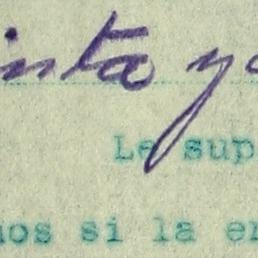 inta y
Le sup
nos si la en